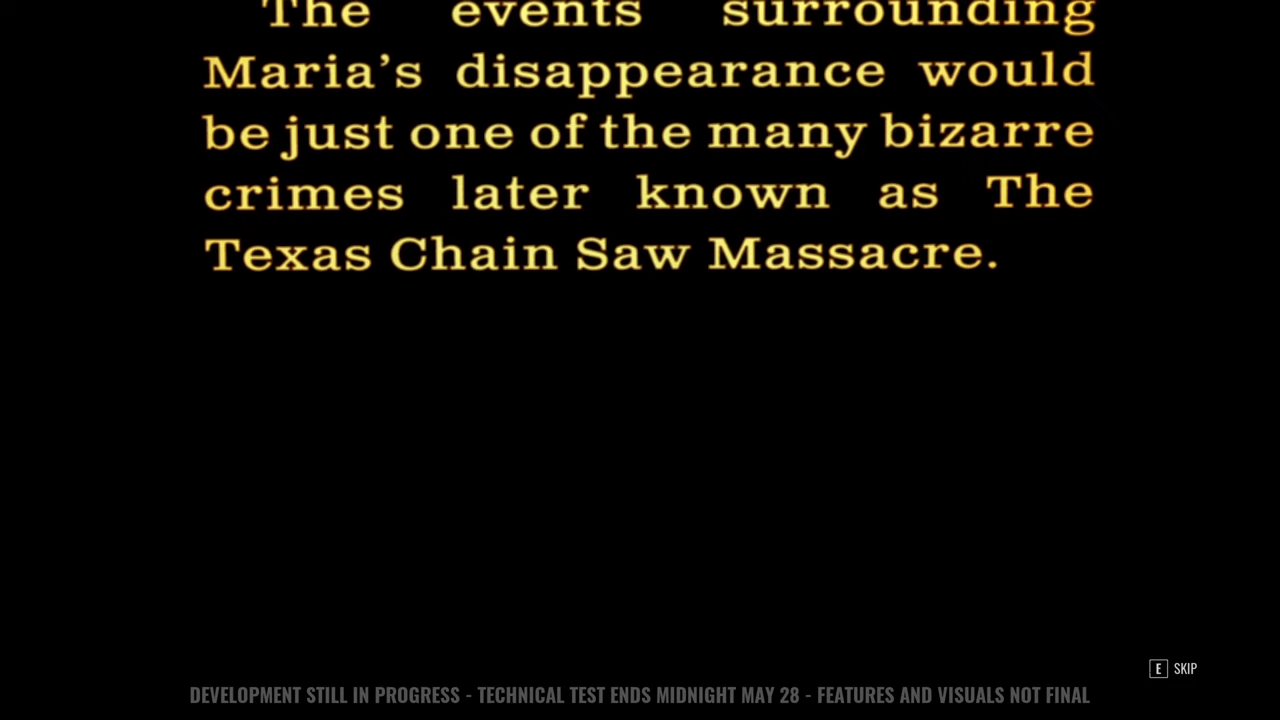 The events surrounding
Maria's disappearance would
be just one of the many bizarre
crimes later known as The
Texas Chain Saw Massacre.
E SKIP
DEVELOPMENT STILL IN PROGRESS - TECHNICAL TEST ENDS MIDNIGHT MAY 28 - FEATURES AND VISUALS NOT FINAL